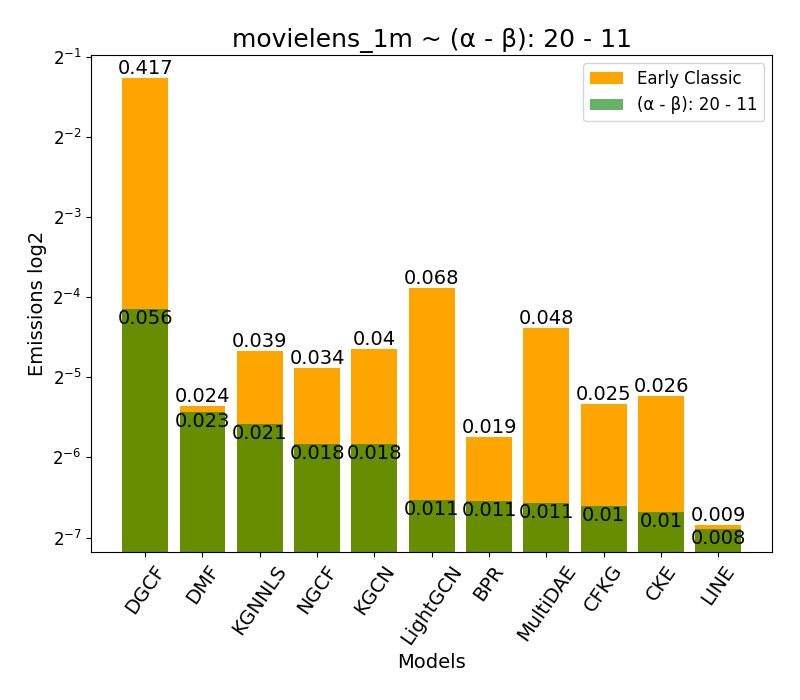 movielens_1m ~ (α - β): 20 - 11
Early Classic
(α - β): 20 - 11
Emissions log2
2⁻¹
2⁻²
2⁻³
2⁻⁴
2⁻⁵
2⁻⁶
2⁻⁷
0.417
0.024
0.039
0.034
0.04
0.068
0.019
0.048
0.025
0.026
0.009
0.056
0.023
0.021
0.018
0.018
0.011
0.011
0.011
0.01
0.01
0.008
DGCF
DMF
KGNNLS
NGCF
KGCN
LightGCN
BPR
MultiDAE
CFKG
CKE
LINE
Models